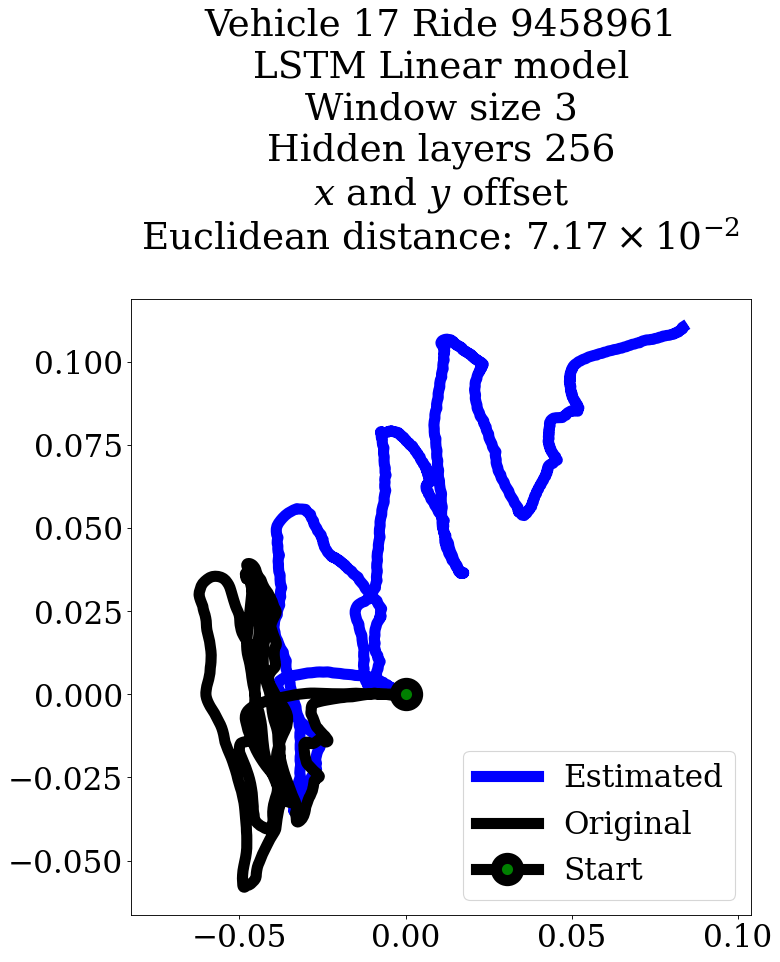 Vehicle 17 Ride 9458961
LSTM Linear model
Window size 3
Hidden layers 256
x and y offset
Euclidean distance: 7.17 × 10⁻²
0.100
0.075
0.050
0.025
0.000
−0.025
−0.050
Estimated
Original
Start
−0.05
0.00
0.05
0.10